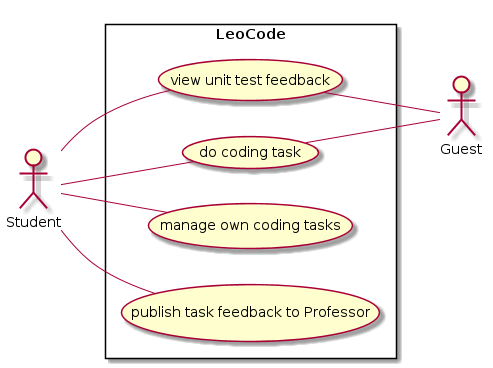 LeoCode
view unit test feedback
do coding task
manage own coding tasks
publish task feedback to Professor
Student
Guest